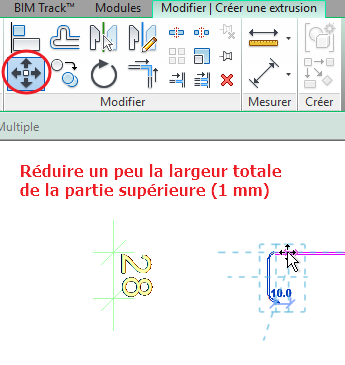 BIM Track™ Modules Modifier | Créer une extrusion
Modifier Mesurer Créer
Multiple
Réduire un peu la largeur totale
de la partie supérieure (1 mm)
28
10.0